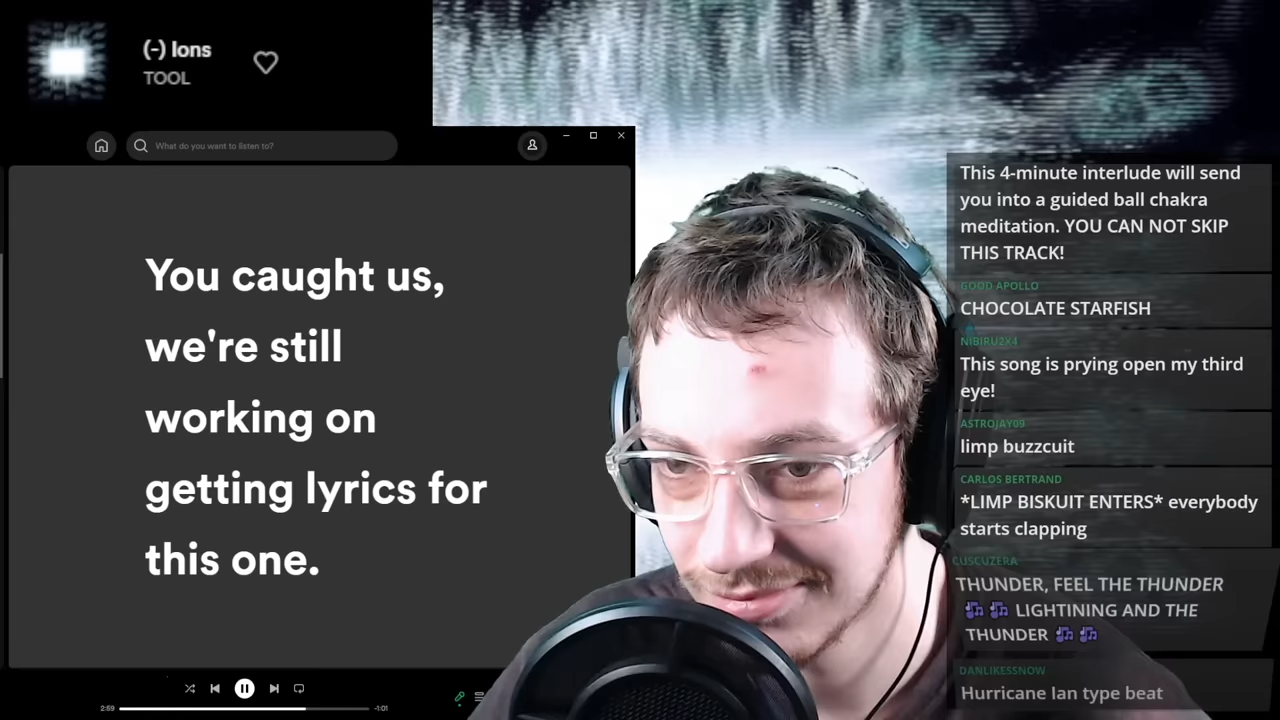 (-) Ions
TOOL
What do you want to listen to?
You caught us,
we're still
working on
getting lyrics for
this one.
2:59
-1:01
This 4-minute interlude will send
you into a guided ball chakra
meditation. YOU CAN NOT SKIP
THIS TRACK!
GOOD APOLLO
CHOCOLATE STARFISH
NIBIRU2X4
This song is prying open my third
eye!
ASTROJAY09
limp buzzcuit
CARLOS BERTRAND
*LIMP BISKUIT ENTERS* everybody
starts clapping
CUSCUZERA
THUNDER, FEEL THE THUNDER
🎶 🎶 LIGHTINING AND THE
THUNDER 🎶 🎶
DANLIKESSNOW
Hurricane Ian type beat